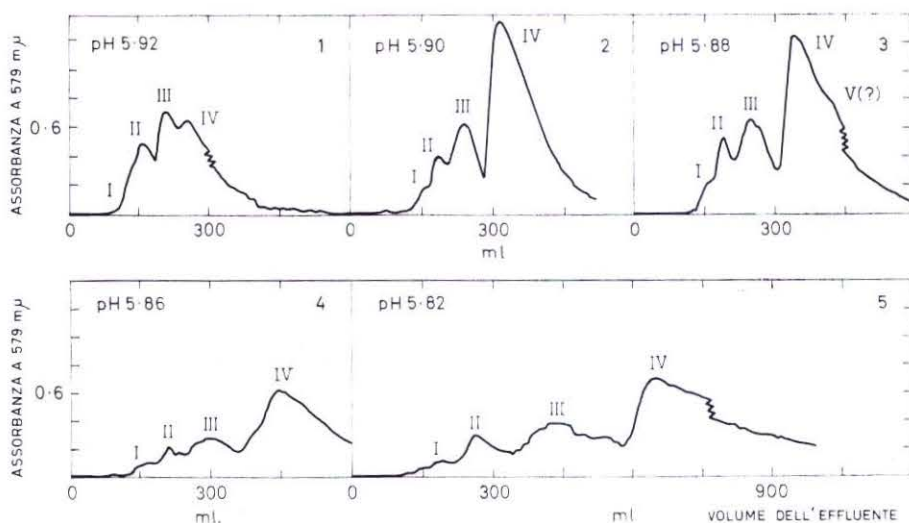 ASSORBANZA A 579 mµ
0·6
pH 5·92
1
I
II
III
IV
0
300
ml
pH 5·90
2
I
II
III
IV
0
300
ml
pH 5·88
3
I
II
III
IV
V(?)
0
300
ml
ASSORBANZA A 579 mµ
0·6
pH 5·86
4
I
II
III
IV
0
300
ml.
pH 5·82
5
I
II
III
IV
0
300
900
ml
VOLUME DELL'EFFLUENTE